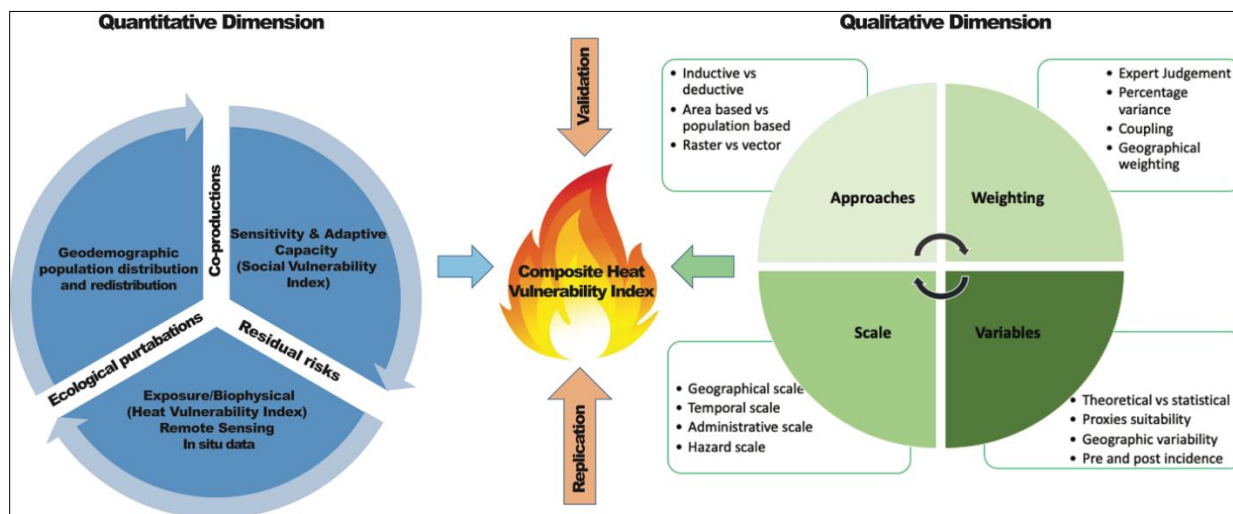 Quantitative Dimension
Geodemographic
population distribution
and redistribution
Co-productions
Sensitivity & Adaptive
Capacity
(Social Vulnerability
Index)
Ecological purtabations
Residual risks
Exposure/Biophysical
(Heat Vulnerability Index)
Remote Sensing
In situ data
Validation
Composite Heat
Vulnerability Index
Replication
Qualitative Dimension
• Inductive vs
deductive
• Area based vs
population based
• Raster vs vector
• Expert Judgement
• Percentage
variance
• Coupling
• Geographical
weighting
Approaches
Weighting
Scale
Variables
• Geographical scale
• Temporal scale
• Administrative scale
• Hazard scale
• Theoretical vs statistical
• Proxies suitability
• Geographic variability
• Pre and post incidence